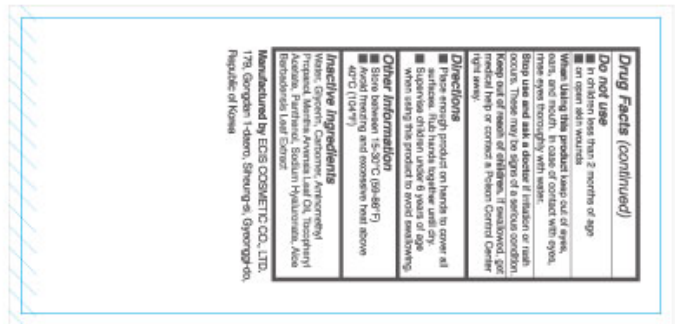 Drug Facts (continued)
Do not use
■ in children less than 2 months of age
■ on open skin wounds
When Using this product keep out of eyes,
ears, and mouth. In case of contact with eyes,
rinse eyes thoroughly with water.
Stop use and ask a doctor if irritation or rash
occurs. These may be signs of a serious condition.
Keep out of reach of children. If swallowed, get
medical help or contact a Poison Control Center
right away.
Directions
■ Place enough product on hands to cover all
surfaces. Rub hands together until dry.
■ Supervise children under 6 years of age
when using this product to avoid swallowing.
Other Information
■ Store between 15-30°C (59-86°F)
■ Avoid freezing and excessive heat above
40°C (104°F)
Inactive ingredients
Water, Glycerin, Carbomer, Aminomethyl
Propanol, Mentha Arvensis Leaf Oil, Tocopheryl
Acetate, Panthenol, Sodium Hyaluronate, Aloe
Barbadensis Leaf Extract
Manufactured by ECIS COSMETIC CO., LTD.
179, Gongdan 1-daero, Siheung-si, Gyeonggi-do,
Republic of Korea